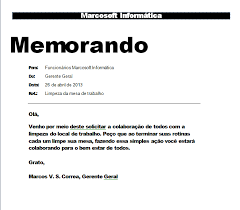 Marcosoft Informática
Memorando
Para: Funcionários Marcosoft Informática
De: Gerente Geral
Data: 26 de abril de 2013
Ref.: Limpeza da mesa de trabalho
Olá,
Venho por meio deste solicitar a colaboração de todos com a
limpeza do local de trabalho. Peço que ao terminar suas rotinas
cada um limpe sua mesa, fazendo essa simples ação você estará
colaborando para o bem estar de todos.
Grato,
Marcos V. S. Correa, Gerente Geral